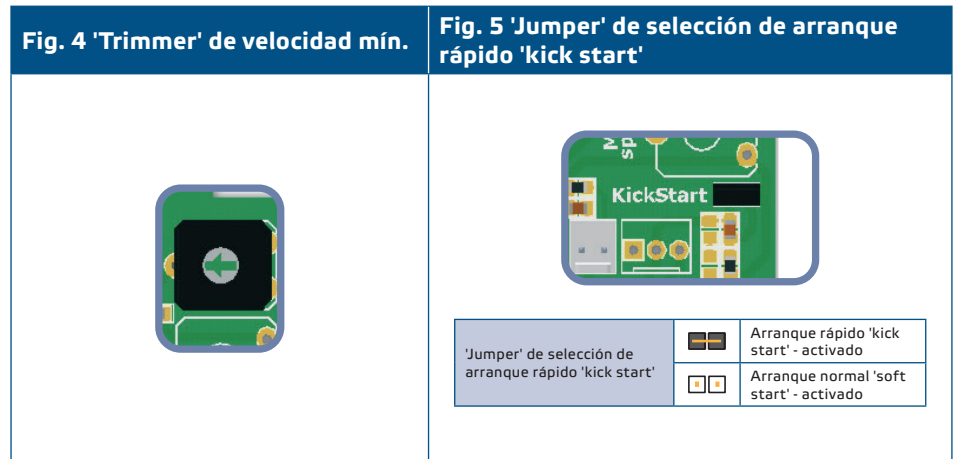 Fig. 4 'Trimmer' de velocidad mín.
Fig. 5 'Jumper' de selección de arranque
rápido 'kick start'
KickStart
'Jumper' de selección de
arranque rápido 'kick start'
Arranque rápido 'kick
start' - activado
Arranque normal 'soft
start' - activado